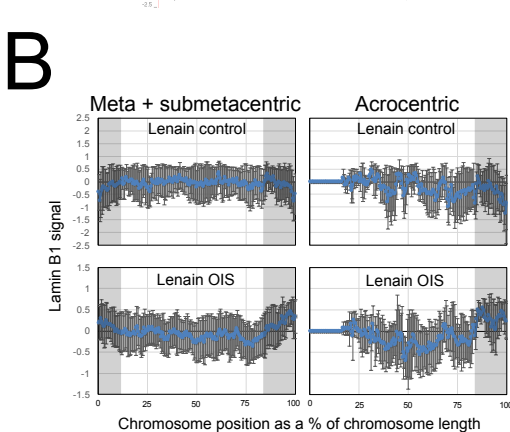 -2.5
B
Meta + submetacentric Acrocentric
Lenain control Lenain control
2.5
2
1.5
1
0.5
0
-0.5
-1
-1.5
-2
-2.5
Lamin B1 signal
Lenain OIS Lenain OIS
1.5
1
0.5
0
-0.5
-1
-1.5
0 25 50 75 100 0 25 50 75 100
Chromosome position as a % of chromosome length